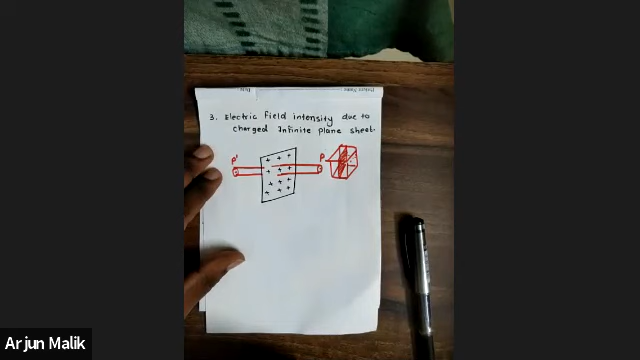 3. Electric Field intensity due to
charged Infinite plane sheet.
P'
P
Arjun Malik